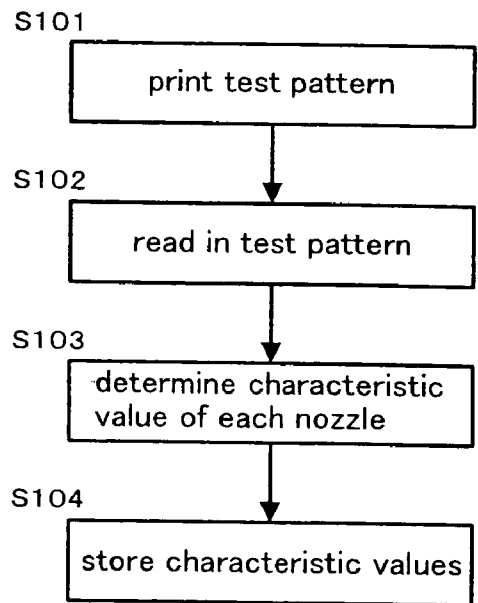 S101
print test pattern
S102
read in test pattern
S103
determine characteristic
value of each nozzle
S104
store characteristic values